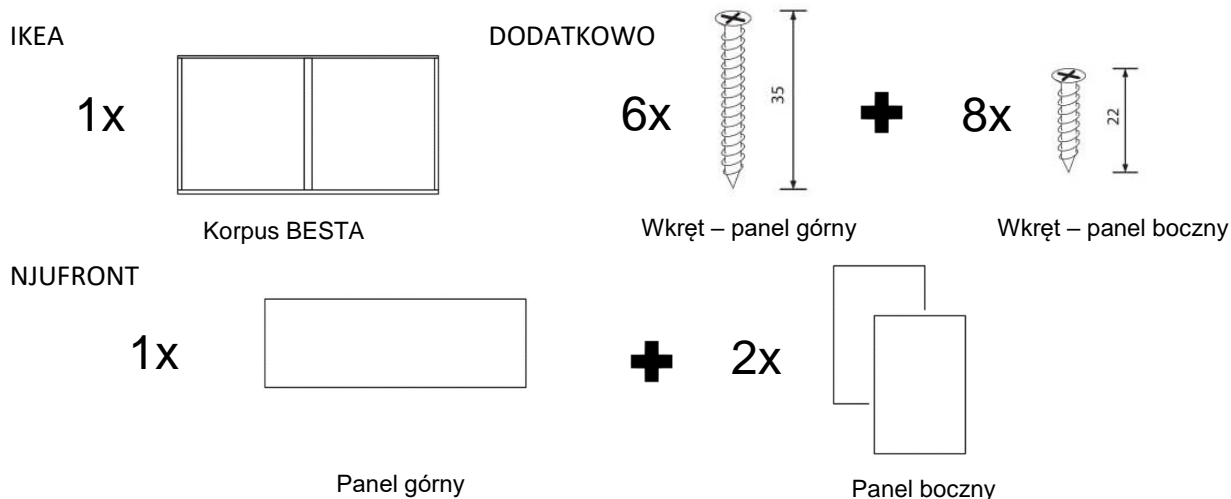 IKEA
DODATKOWO
1x
6x
35
8x
22
Korpus BESTA
Wkręt – panel górny
Wkręt – panel boczny
NJUFRONT
1x
2x
Panel górny
Panel boczny